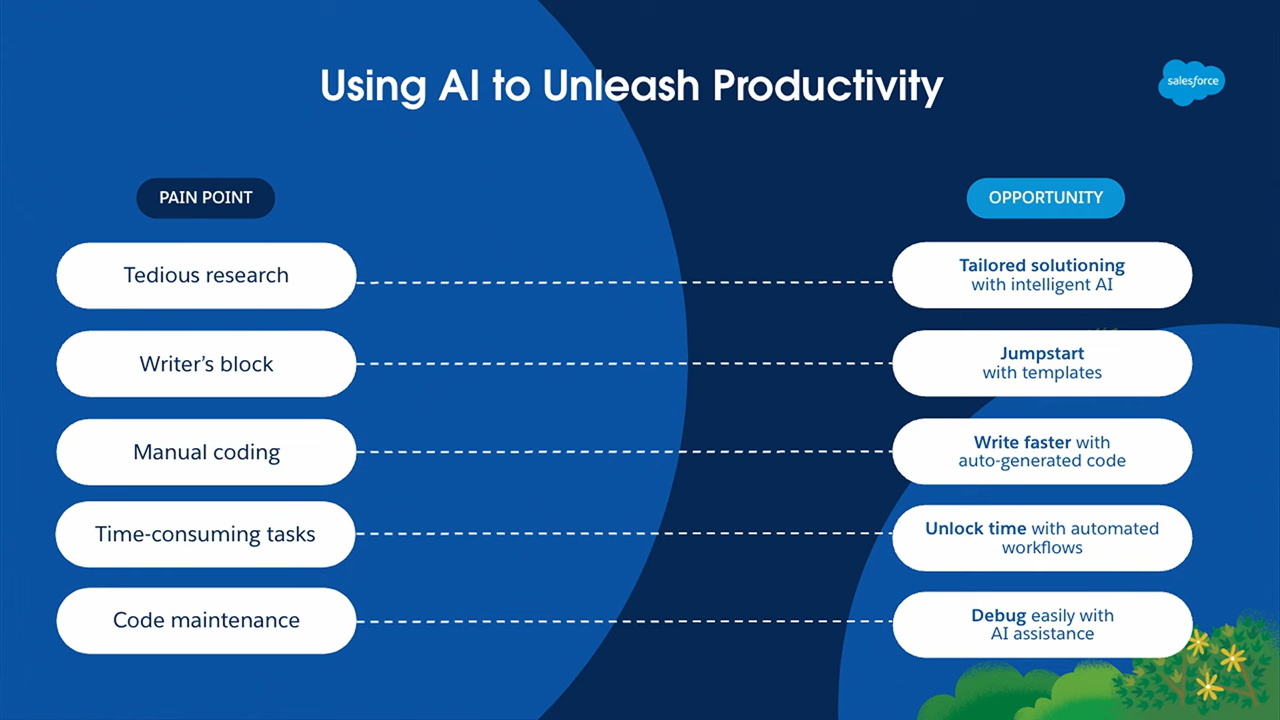 Using AI to Unleash Productivity
salesforce
PAIN POINT
OPPORTUNITY
Tedious research
Tailored solutioning
with intelligent AI
Writer’s block
Jumpstart
with templates
Manual coding
Write faster with
auto-generated code
Time-consuming tasks
Unlock time with automated
workflows
Code maintenance
Debug easily with
AI assistance